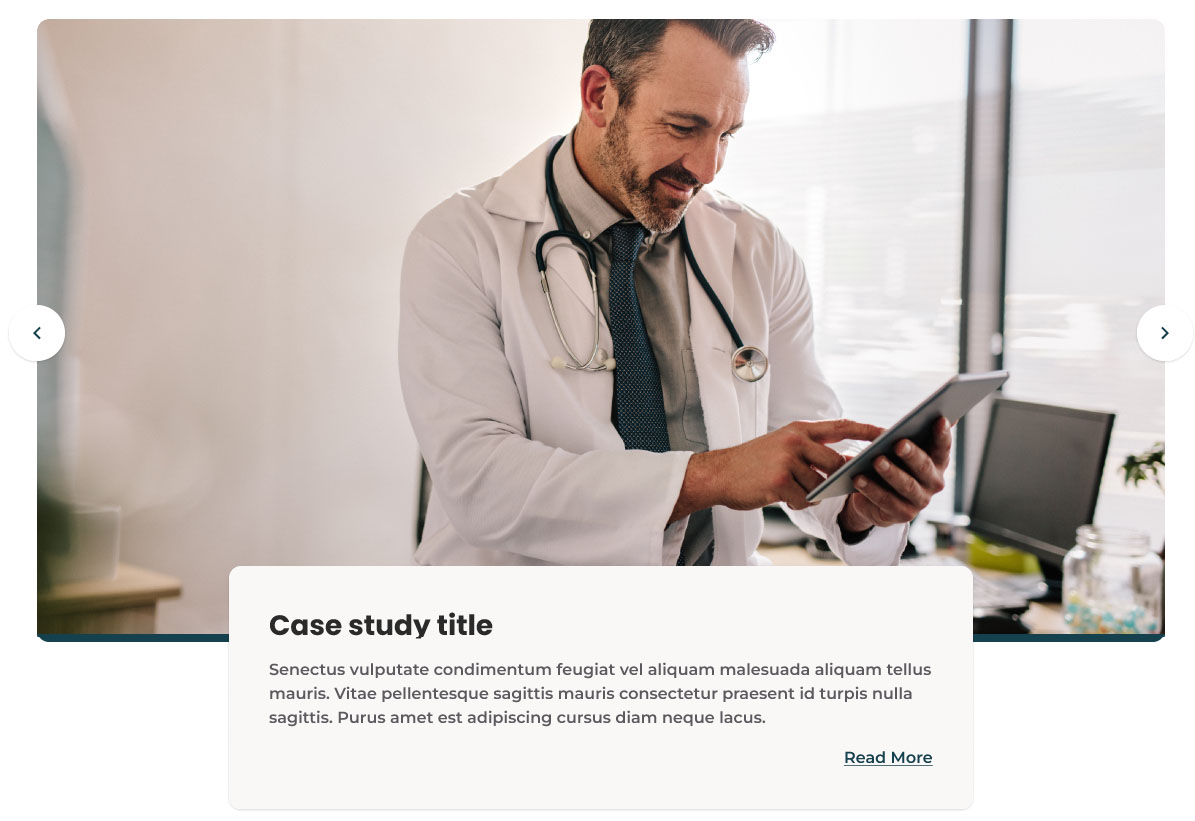 Case study title
Senectus vulputate condimentum feugiat vel aliquam malesuada aliquam tellus
mauris. Vitae pellentesque sagittis mauris consectetur praesent id turpis nulla
sagittis. Purus amet est adipiscing cursus diam neque lacus.
Read More